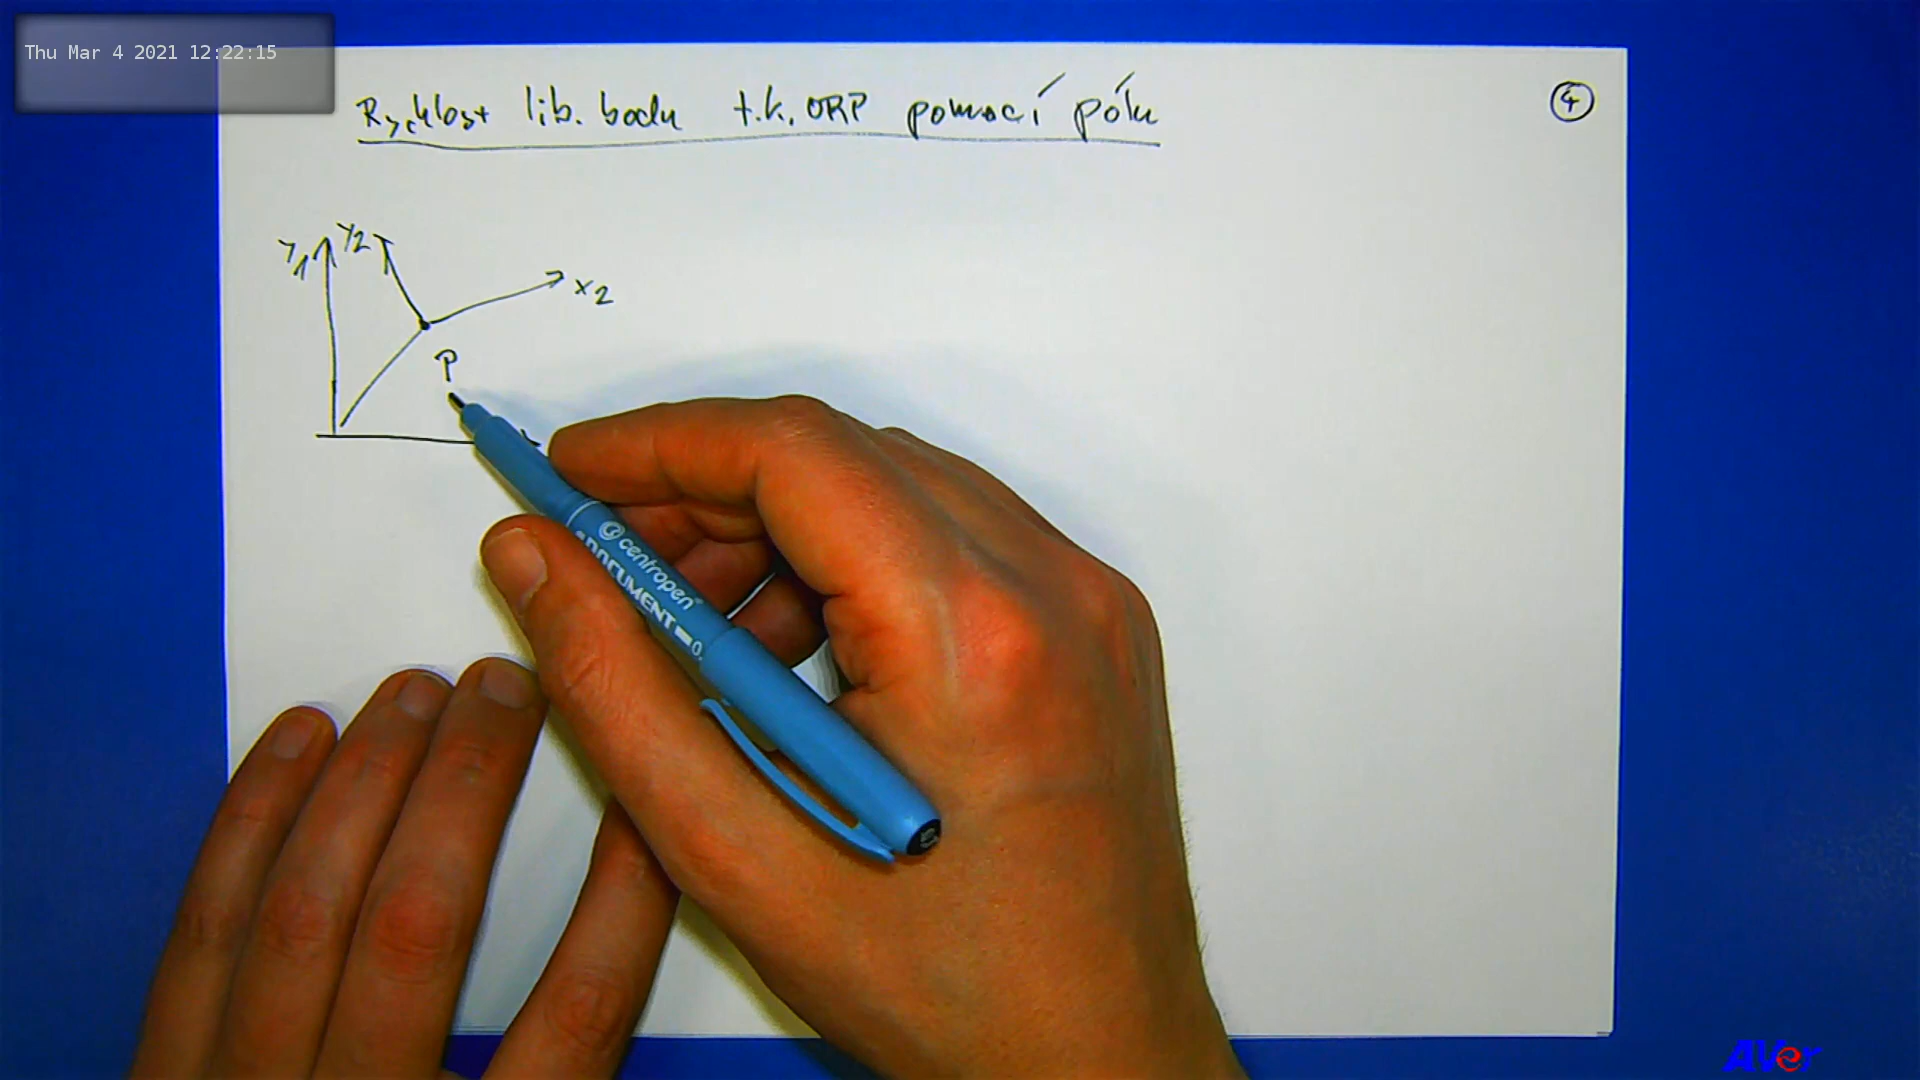 Thu Mar 4 2021 12:22:15
Rychlost lib. bodu t.k. ORP pomocí pólu
4
y1 y2
x2
P
centropen
DOCUMENT 0.
AVer